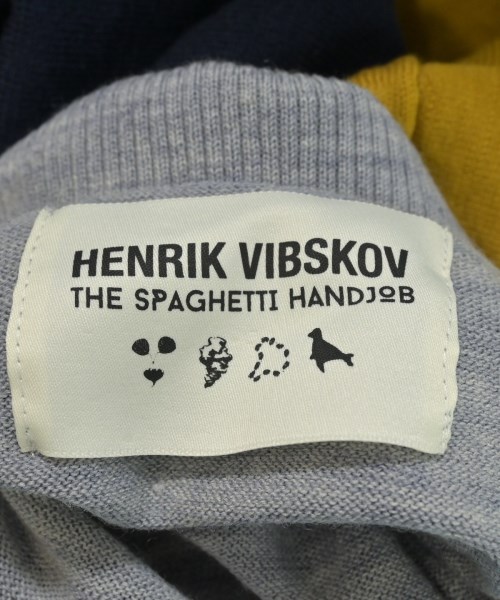 HENRIK VIBSKOV
THE SPAGHETTI HANDJOB